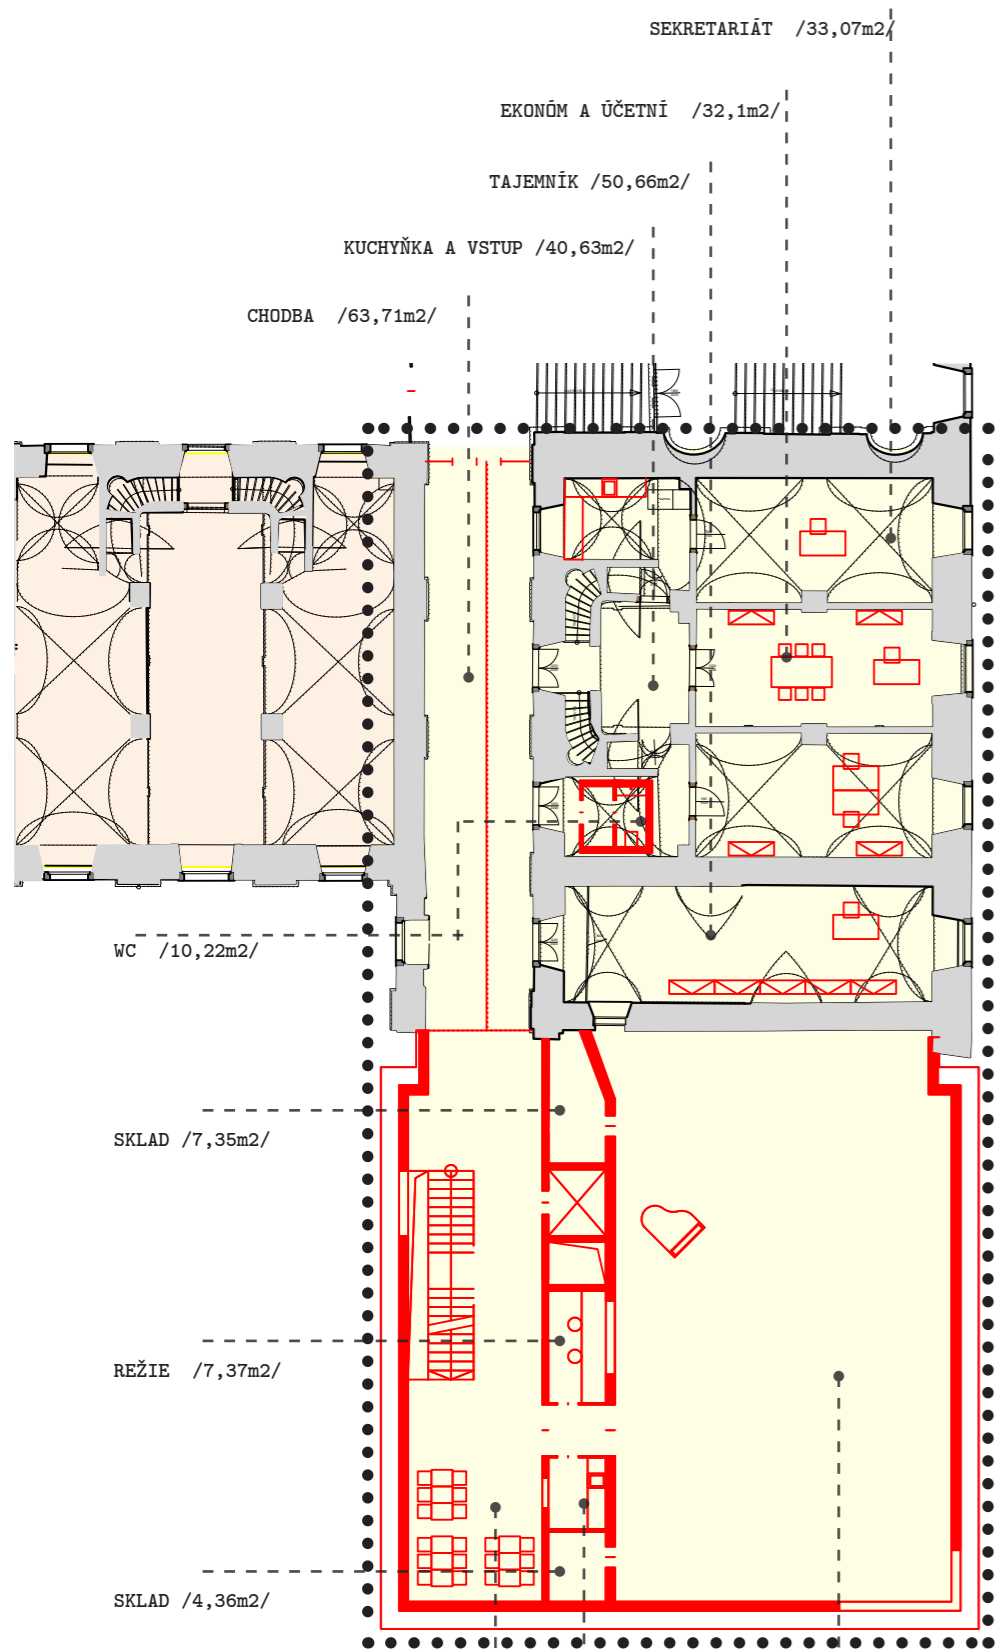 SEKRETARIÁT /33,07m2/
EKONOM A ÚČETNÍ /32,1m2/
TAJEMNÍK /50,66m2/
KUCHYŇKA A VSTUP /40,63m2/
CHODBA /63,71m2/
WC /10,22m2/
SKLAD /7,35m2/
REŽIE /7,37m2/
SKLAD /4,36m2/